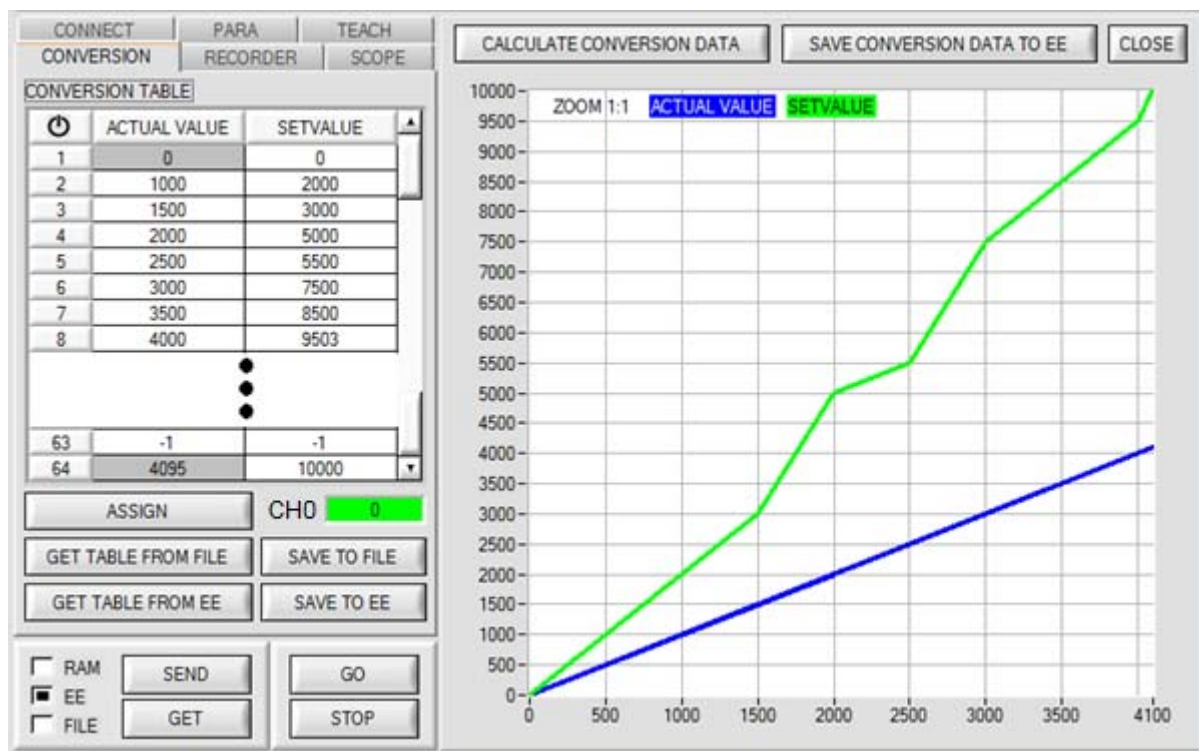 CONNECT PARA TEACH
CONVERSION RECORDER SCOPE
CONVERSION TABLE
ACTUAL VALUE SETVALUE
1 0 0
2 1000 2000
3 1500 3000
4 2000 5000
5 2500 5500
6 3000 7500
7 3500 8500
8 4000 9503
63 -1 -1
64 4095 10000
ASSIGN CH0 0
GET TABLE FROM FILE SAVE TO FILE
GET TABLE FROM EE SAVE TO EE
RAM
EE
FILE
SEND
GET
GO
STOP
CALCULATE CONVERSION DATA SAVE CONVERSION DATA TO EE CLOSE
ZOOM 1:1 ACTUAL VALUE SETVALUE
10000
9500
9000
8500
8000
7500
7000
6500
6000
5500
5000
4500
4000
3500
3000
2500
2000
1500
1000
500
0
0 500 1000 1500 2000 2500 3000 3500 4100